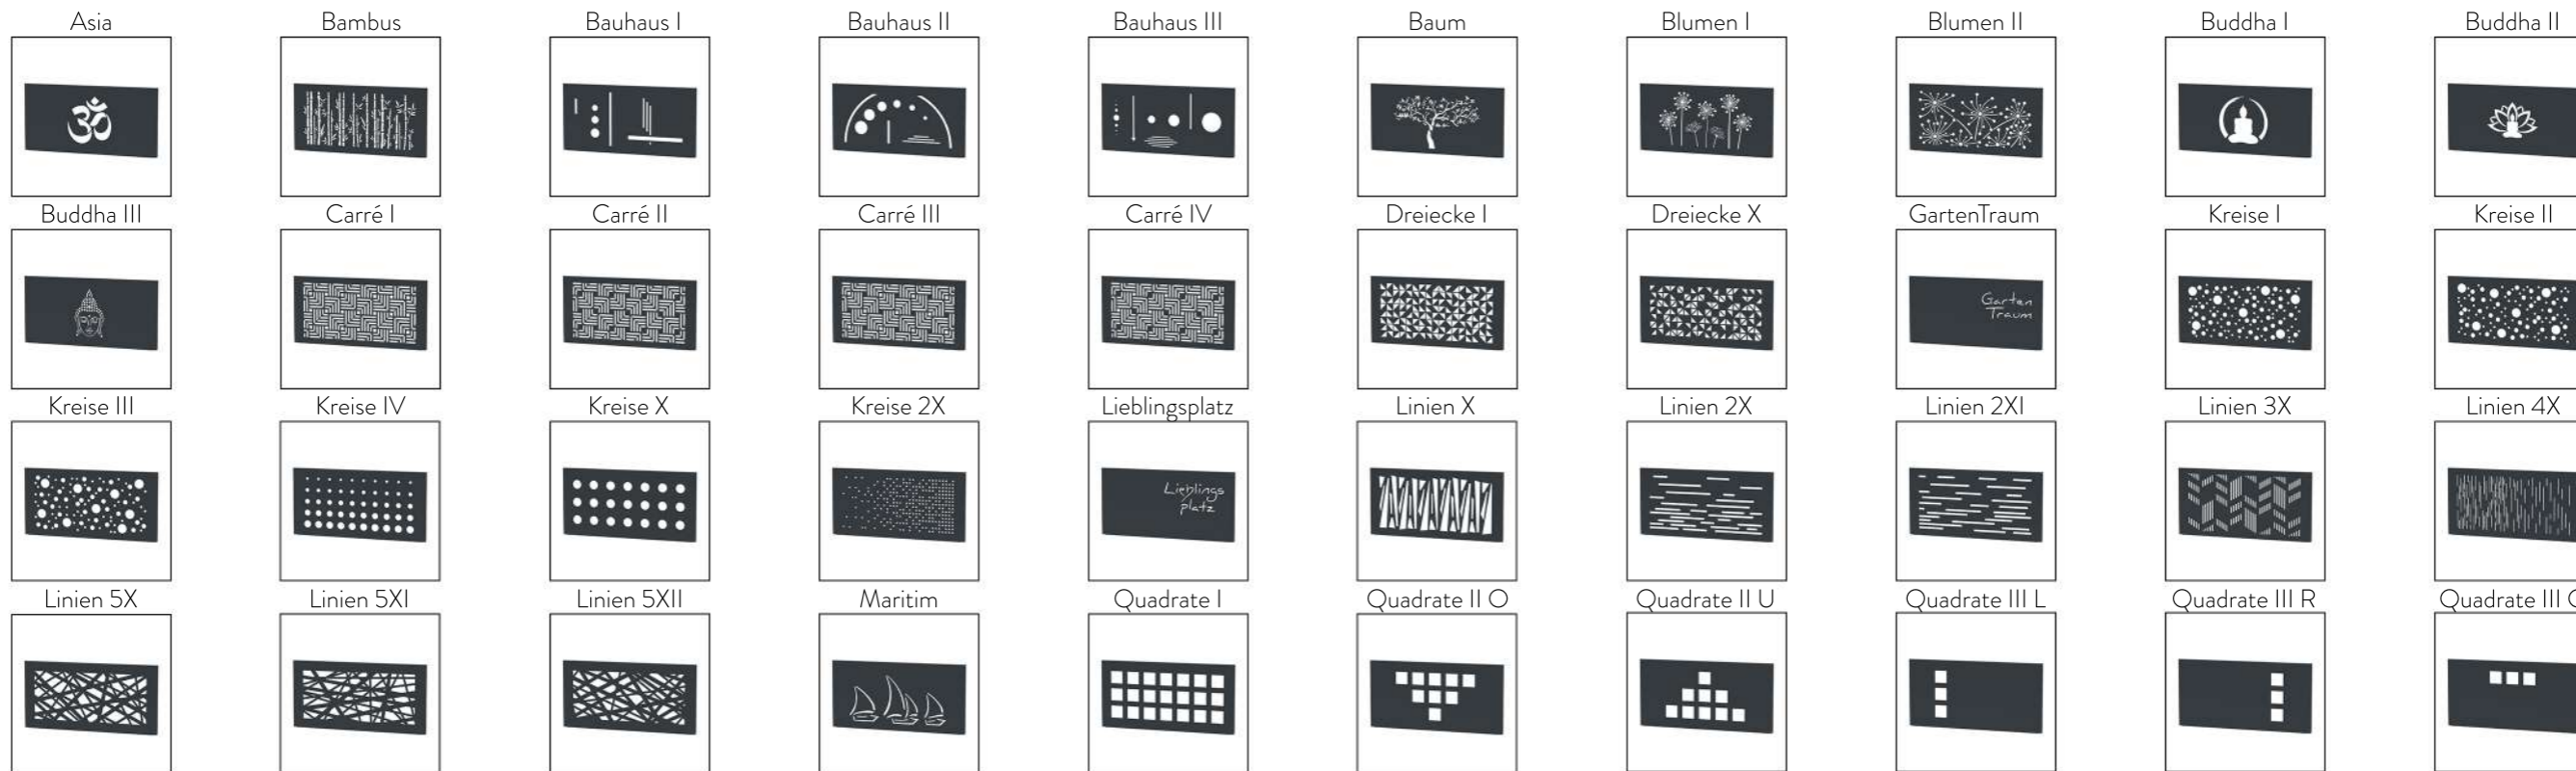 Asia
Bambus
Bauhaus I
Bauhaus II
Bauhaus III
Baum
Blumen I
Blumen II
Buddha I
Buddha II
Buddha III
Carré I
Carré II
Carré III
Carré IV
Dreiecke I
Dreiecke X
GartenTraum
Garten
Traum
Kreise I
Kreise II
Kreise III
Kreise IV
Kreise X
Kreise 2X
Lieblingsplatz
Lieblings
platz
Linien X
Linien 2X
Linien 2XI
Linien 3X
Linien 4X
Linien 5X
Linien 5XI
Linien 5XII
Maritim
Quadrate I
Quadrate II O
Quadrate II U
Quadrate III L
Quadrate III R
Quadrate III